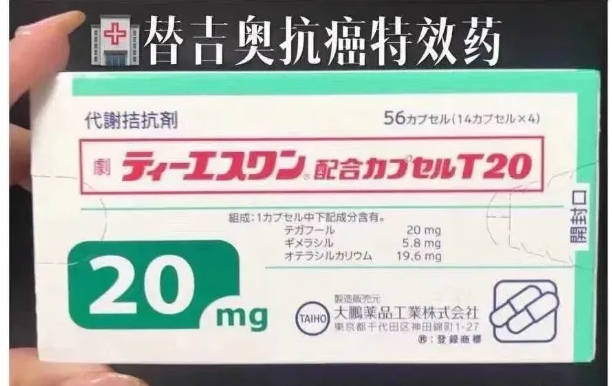 替吉奥抗癌特效药
代謝拮抗剤
56カプセル(14カプセル×4)
劇 ティーエスワン® 配合カプセルT20
開封口
組成:1カプセル中下記成分含有。
テガフール 20 mg
ギメラシル 5.8 mg
オテラシルカリウム 19.6 mg
20 mg
製造販売元
TAIHO 大鵬薬品工業株式会社
東京都千代田区神田錦町1-27
®:登録商標